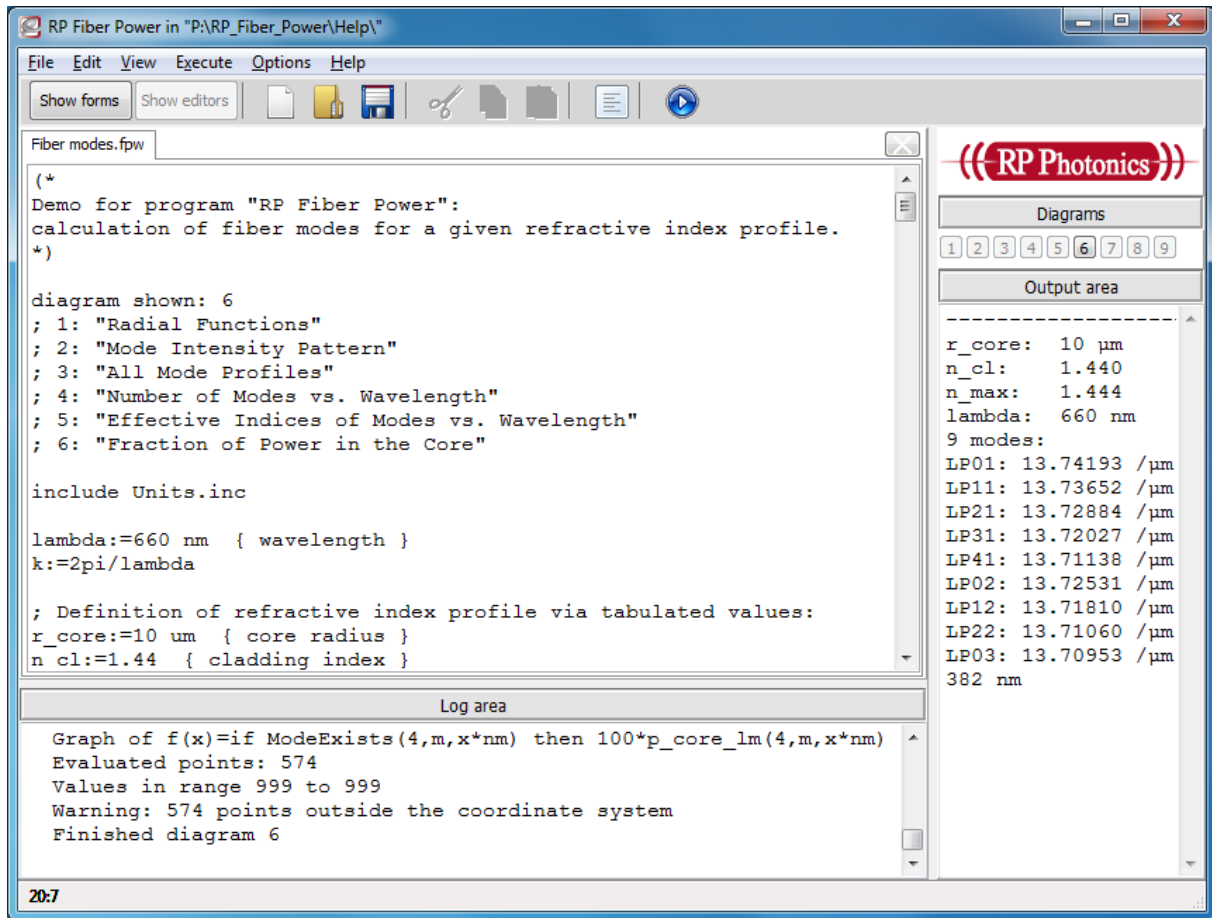 RP Fiber Power in "P:\RP_Fiber_Power\Help\"
File Edit View Execute Options Help
Show forms Show editors
Fiber modes.fpw
(*
Demo for program "RP Fiber Power":
calculation of fiber modes for a given refractive index profile.
*)
diagram shown: 6
; 1: "Radial Functions"
; 2: "Mode Intensity Pattern"
; 3: "All Mode Profiles"
; 4: "Number of Modes vs. Wavelength"
; 5: "Effective Indices of Modes vs. Wavelength"
; 6: "Fraction of Power in the Core"
include Units.inc
lambda:=660 nm { wavelength }
k:=2pi/lambda
; Definition of refractive index profile via tabulated values:
r_core:=10 um { core radius }
n_cl:=1.44 { cladding index }
Log area
Graph of f(x)=if ModeExists(4,m,x*nm) then 100*p_core_lm(4,m,x*nm)
Evaluated points: 574
Values in range 999 to 999
Warning: 574 points outside the coordinate system
Finished diagram 6
((RP Photonics))
Diagrams
1 2 3 4 5 6 7 8 9
Output area
--------------------
r_core: 10 µm
n_cl: 1.440
n_max: 1.444
lambda: 660 nm
9 modes:
LP01: 13.74193 /µm
LP11: 13.73652 /µm
LP21: 13.72884 /µm
LP31: 13.72027 /µm
LP41: 13.71138 /µm
LP02: 13.72531 /µm
LP12: 13.71810 /µm
LP22: 13.71060 /µm
LP03: 13.70953 /µm
382 nm
20:7